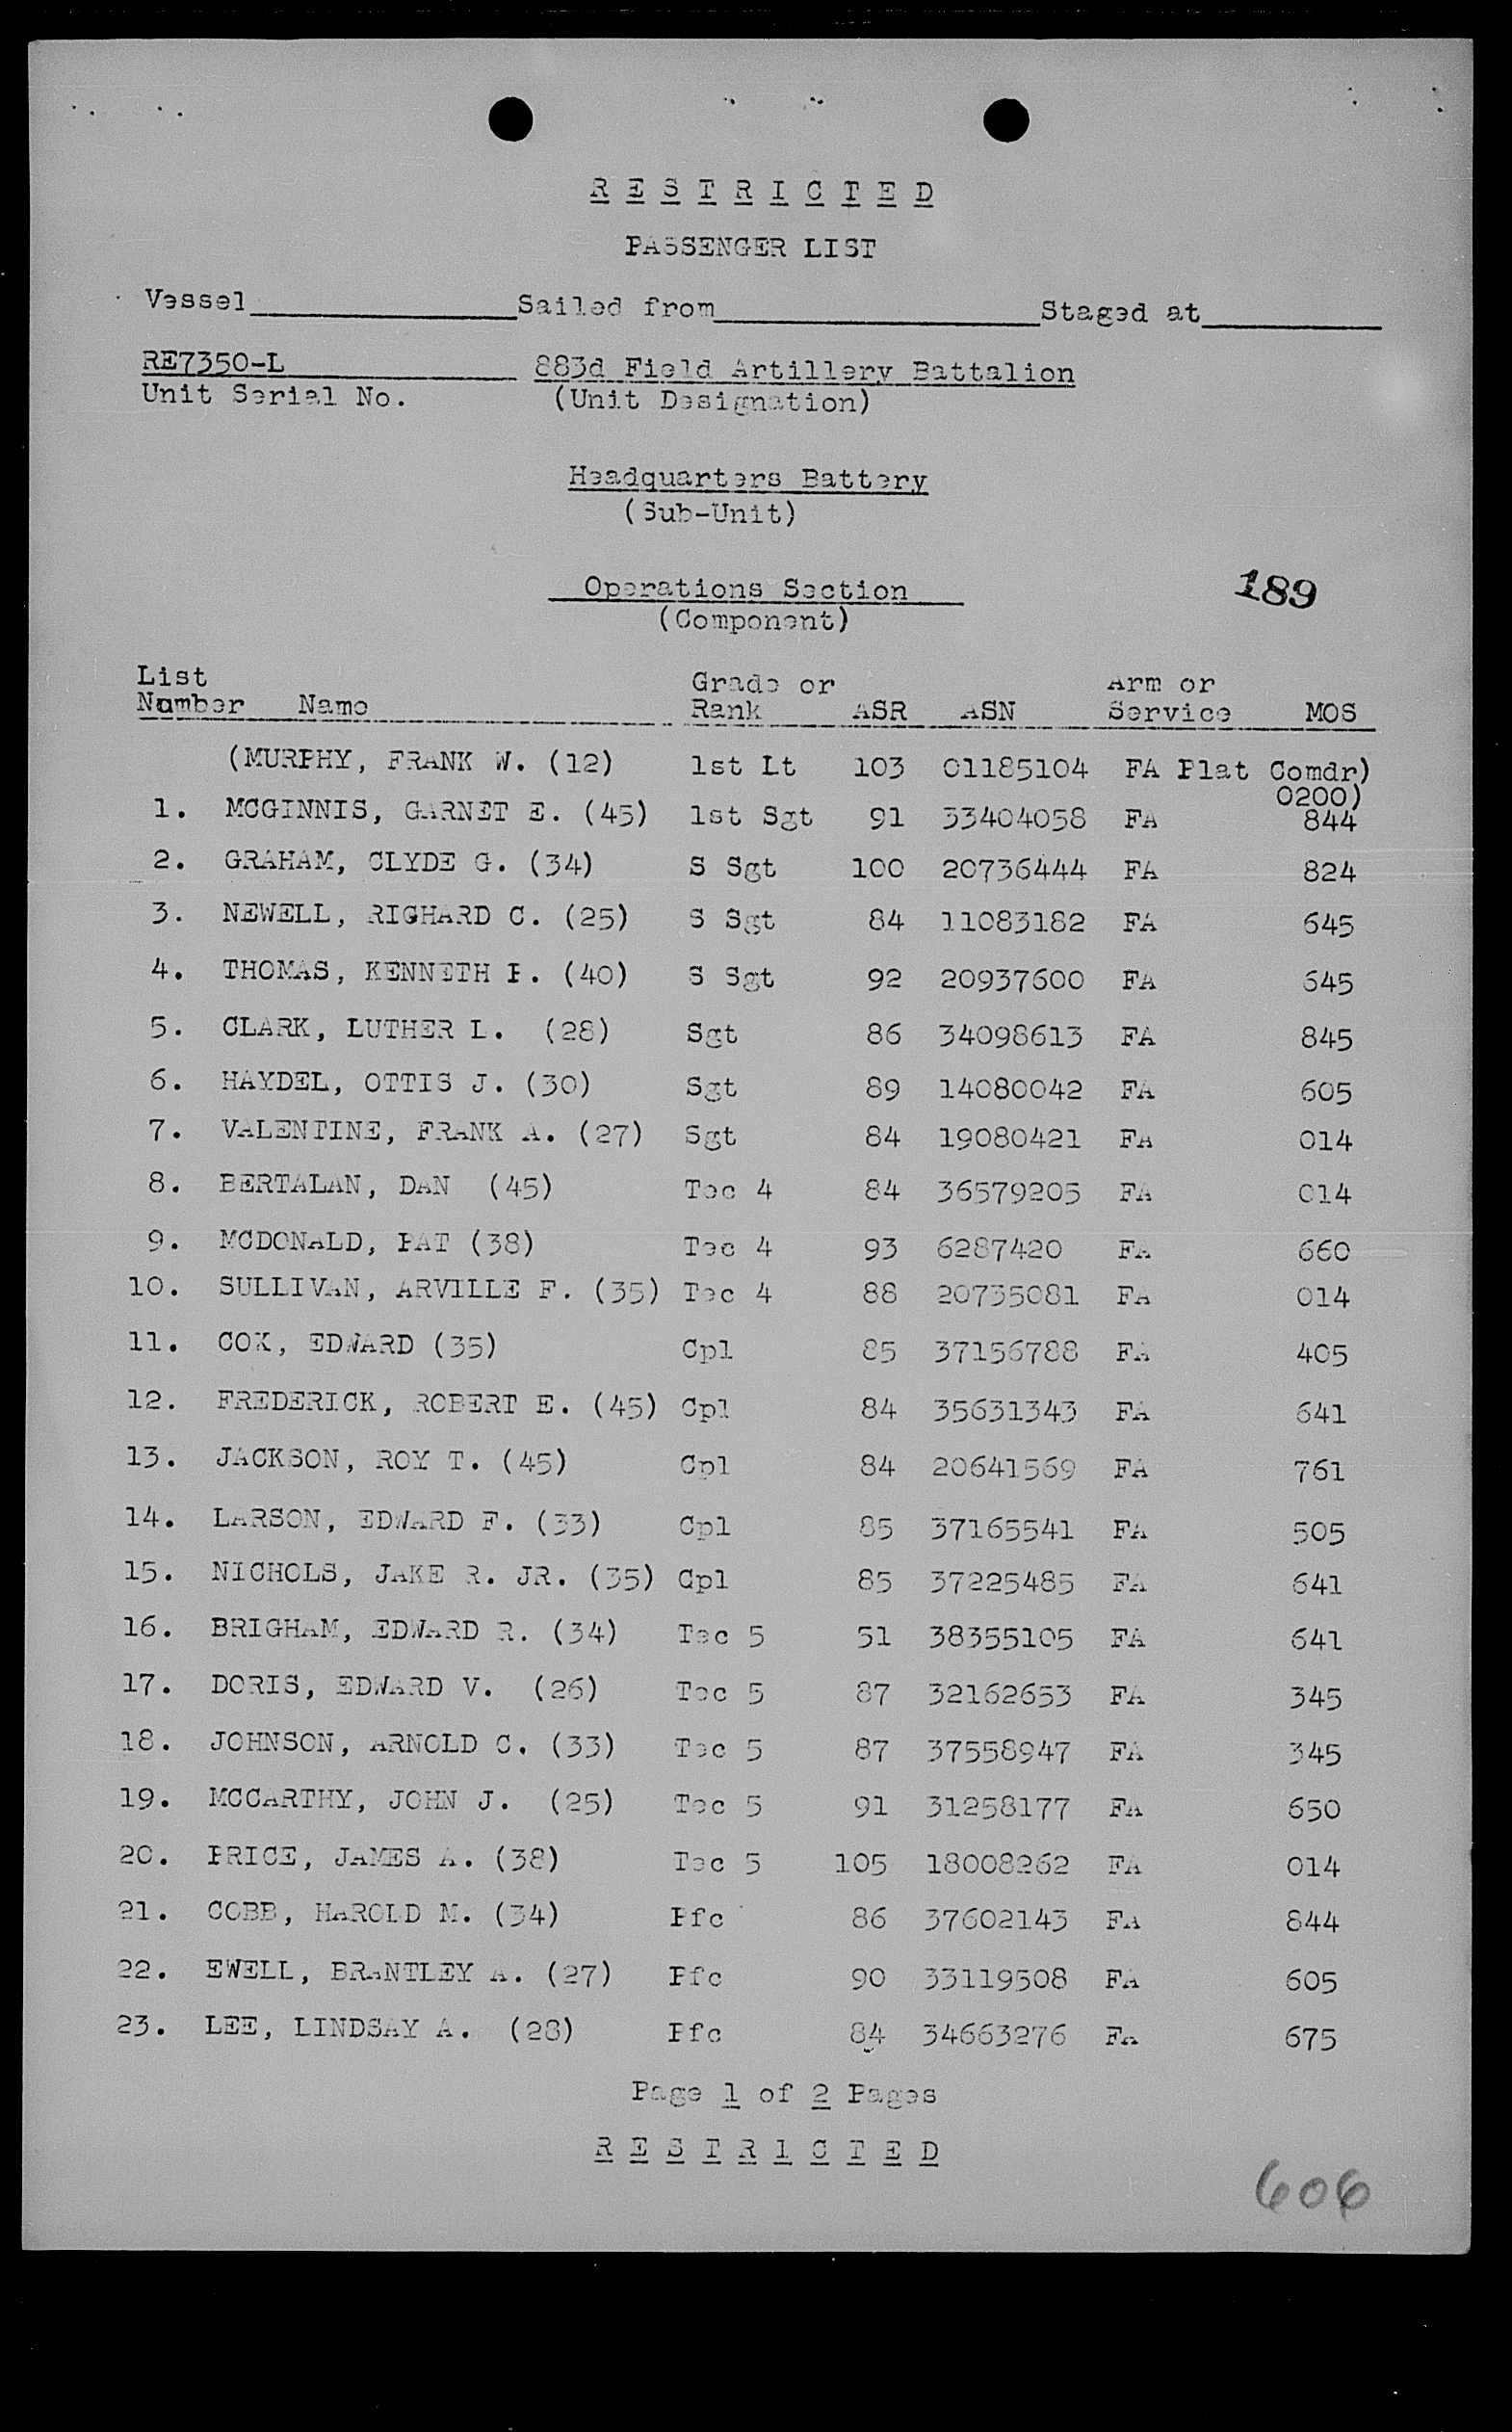 R E S T R I C T E D
PASSENGER LIST
Vessel Sailed from Staged at
RE7350-L 883d Field Artillery Battalion
Unit Serial No. (Unit Designation)
Headquarters Battery
(Sub-Unit)
Operations Section 189
(Component)
List Grade or Arm or
Number Name Rank ASR ASN Service MOS
(MURPHY, FRANK W. (12) 1st Lt 103 01185104 FA Plat Comdr)
0200)
1. MCGINNIS, GARNET E. (45) 1st Sgt 91 33404058 FA 844
2. GRAHAM, CLYDE G. (34) S Sgt 100 20736444 FA 824
3. NEWELL, RIGHARD C. (25) S Sgt 84 11083182 FA 645
4. THOMAS, KENNETH P. (40) S Sgt 92 20937600 FA 645
5. CLARK, LUTHER L. (28) Sgt 86 34098613 FA 845
6. HAYDEL, OTTIS J. (30) Sgt 89 14080042 FA 605
7. VALENTINE, FRANK A. (27) Sgt 84 19080421 FA 014
8. BERTALAN, DAN (45) Tec 4 84 36579205 FA 014
9. MCDONALD, PAT (38) Tec 4 93 6287420 FA 660
10. SULLIVAN, ARVILLE F. (35) Tec 4 88 20735081 FA 014
11. COX, EDWARD (35) Cpl 85 37156788 FA 405
12. FREDERICK, ROBERT E. (45) Cpl 84 35631343 FA 641
13. JACKSON, ROY T. (45) Cpl 84 20641569 FA 761
14. LARSON, EDWARD F. (33) Cpl 85 37165541 FA 505
15. NICHOLS, JAKE R. JR. (35) Cpl 85 37225485 FA 641
16. BRIGHAM, EDWARD R. (34) Tec 5 51 38355105 FA 641
17. DORIS, EDWARD V. (26) Tec 5 87 32162653 FA 345
18. JOHNSON, ARNOLD C. (33) Tec 5 87 37558947 FA 345
19. MCCARTHY, JOHN J. (25) Tec 5 91 31258177 FA 650
20. PRICE, JAMES A. (38) Tec 5 105 18008262 FA 014
21. COBB, HAROLD M. (34) Pfc 86 37602143 FA 844
22. EWELL, BRANTLEY A. (27) Pfc 90 33119508 FA 605
23. LEE, LINDSAY A. (28) Pfc 84 34663276 FA 675
Page 1 of 2 Pages
R E S T R 1 C T E D
606